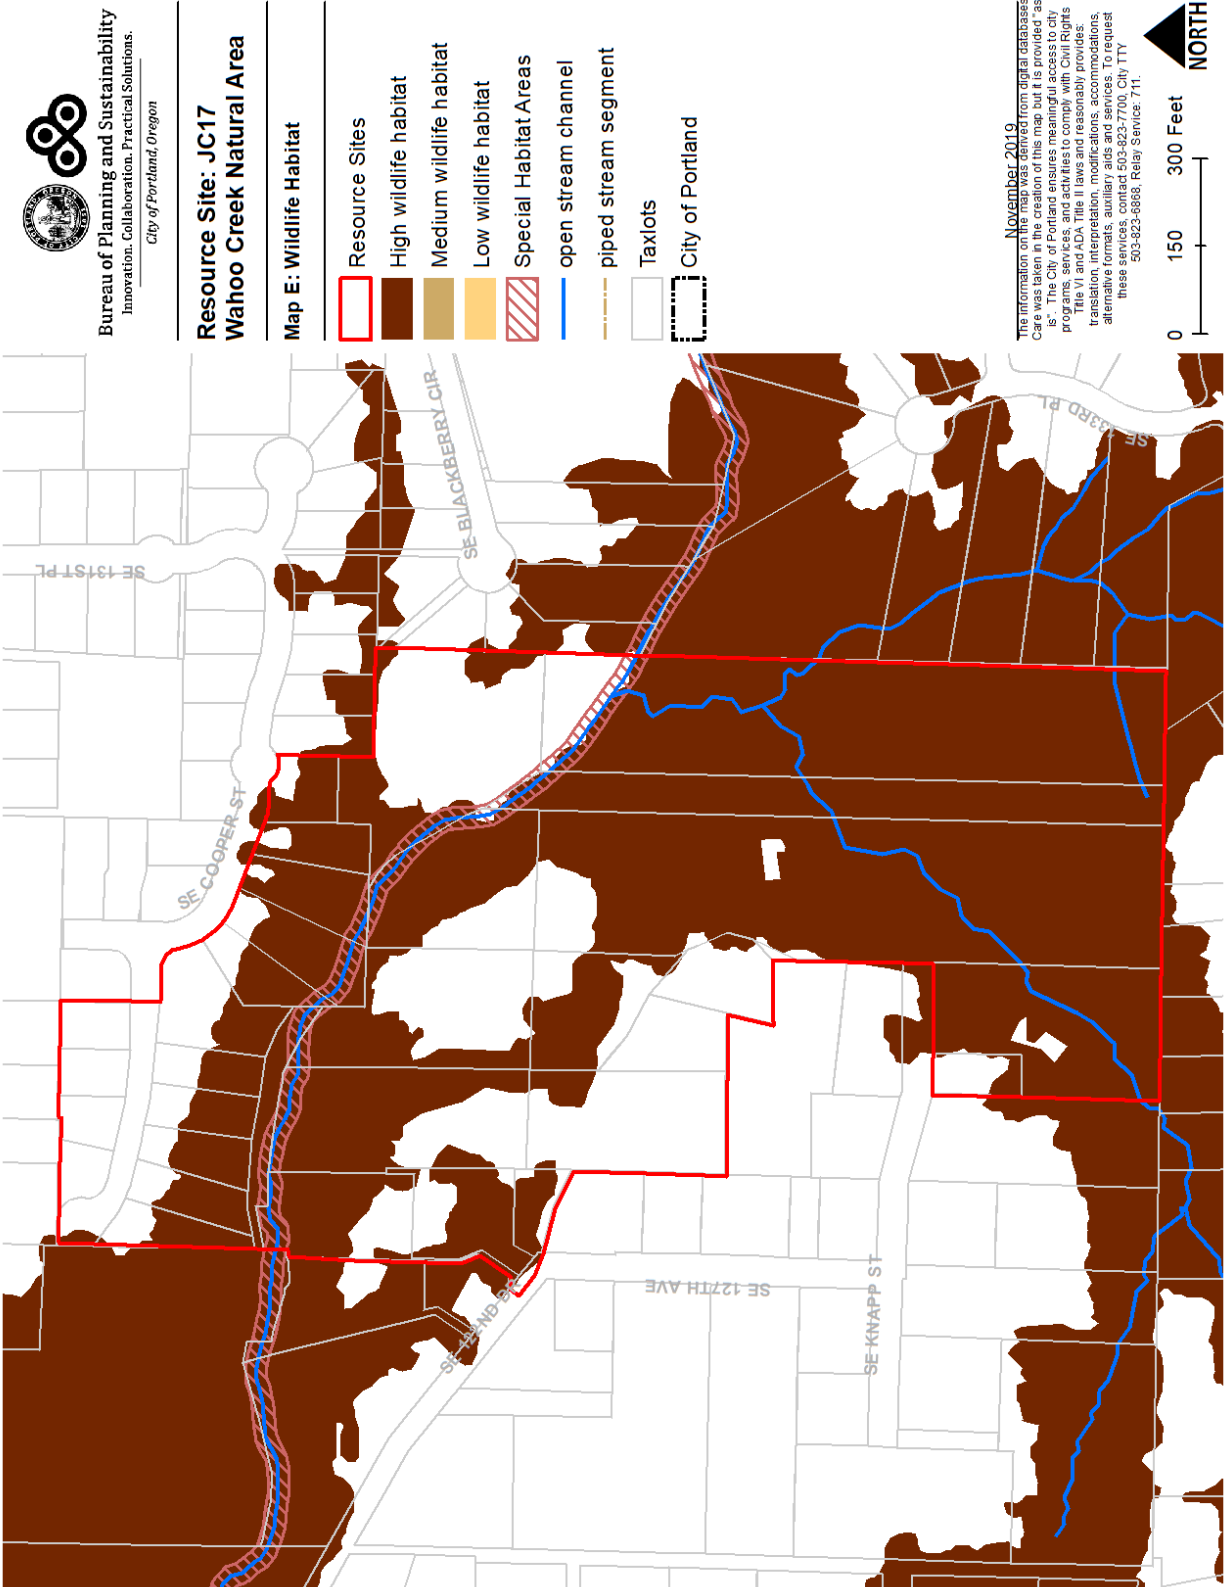 Bureau of Planning and Sustainability
Innovation. Collaboration. Practical Solutions.
City of Portland, Oregon
Resource Site: JC17
Wahoo Creek Natural Area
Map E: Wildlife Habitat
Resource Sites
High wildlife habitat
Medium wildlife habitat
Low wildlife habitat
Special Habitat Areas
open stream channel
piped stream segment
Taxlots
City of Portland
November 2019
The information on the map was derived from digital databases
Care was taken in the creation of this map but it is provided "as
is". The City of Portland ensures meaningful access to city
programs, services, and activities to comply with Civil Rights
Title VI and ADA Title II laws and reasonably provides:
translation, interpretation, modifications, accommodations,
alternative formats, auxiliary aids and services. To request
these services, contact 503-823-7700, City TTY
503-823-6868, Relay Service: 711.
0 150 300 Feet
NORTH
SE 131ST PL
SE BLACKBERRY CIR
SE COOPER ST
SE 133RD PL
SE 122ND DR
SE 127TH AVE
SE KNAPP ST